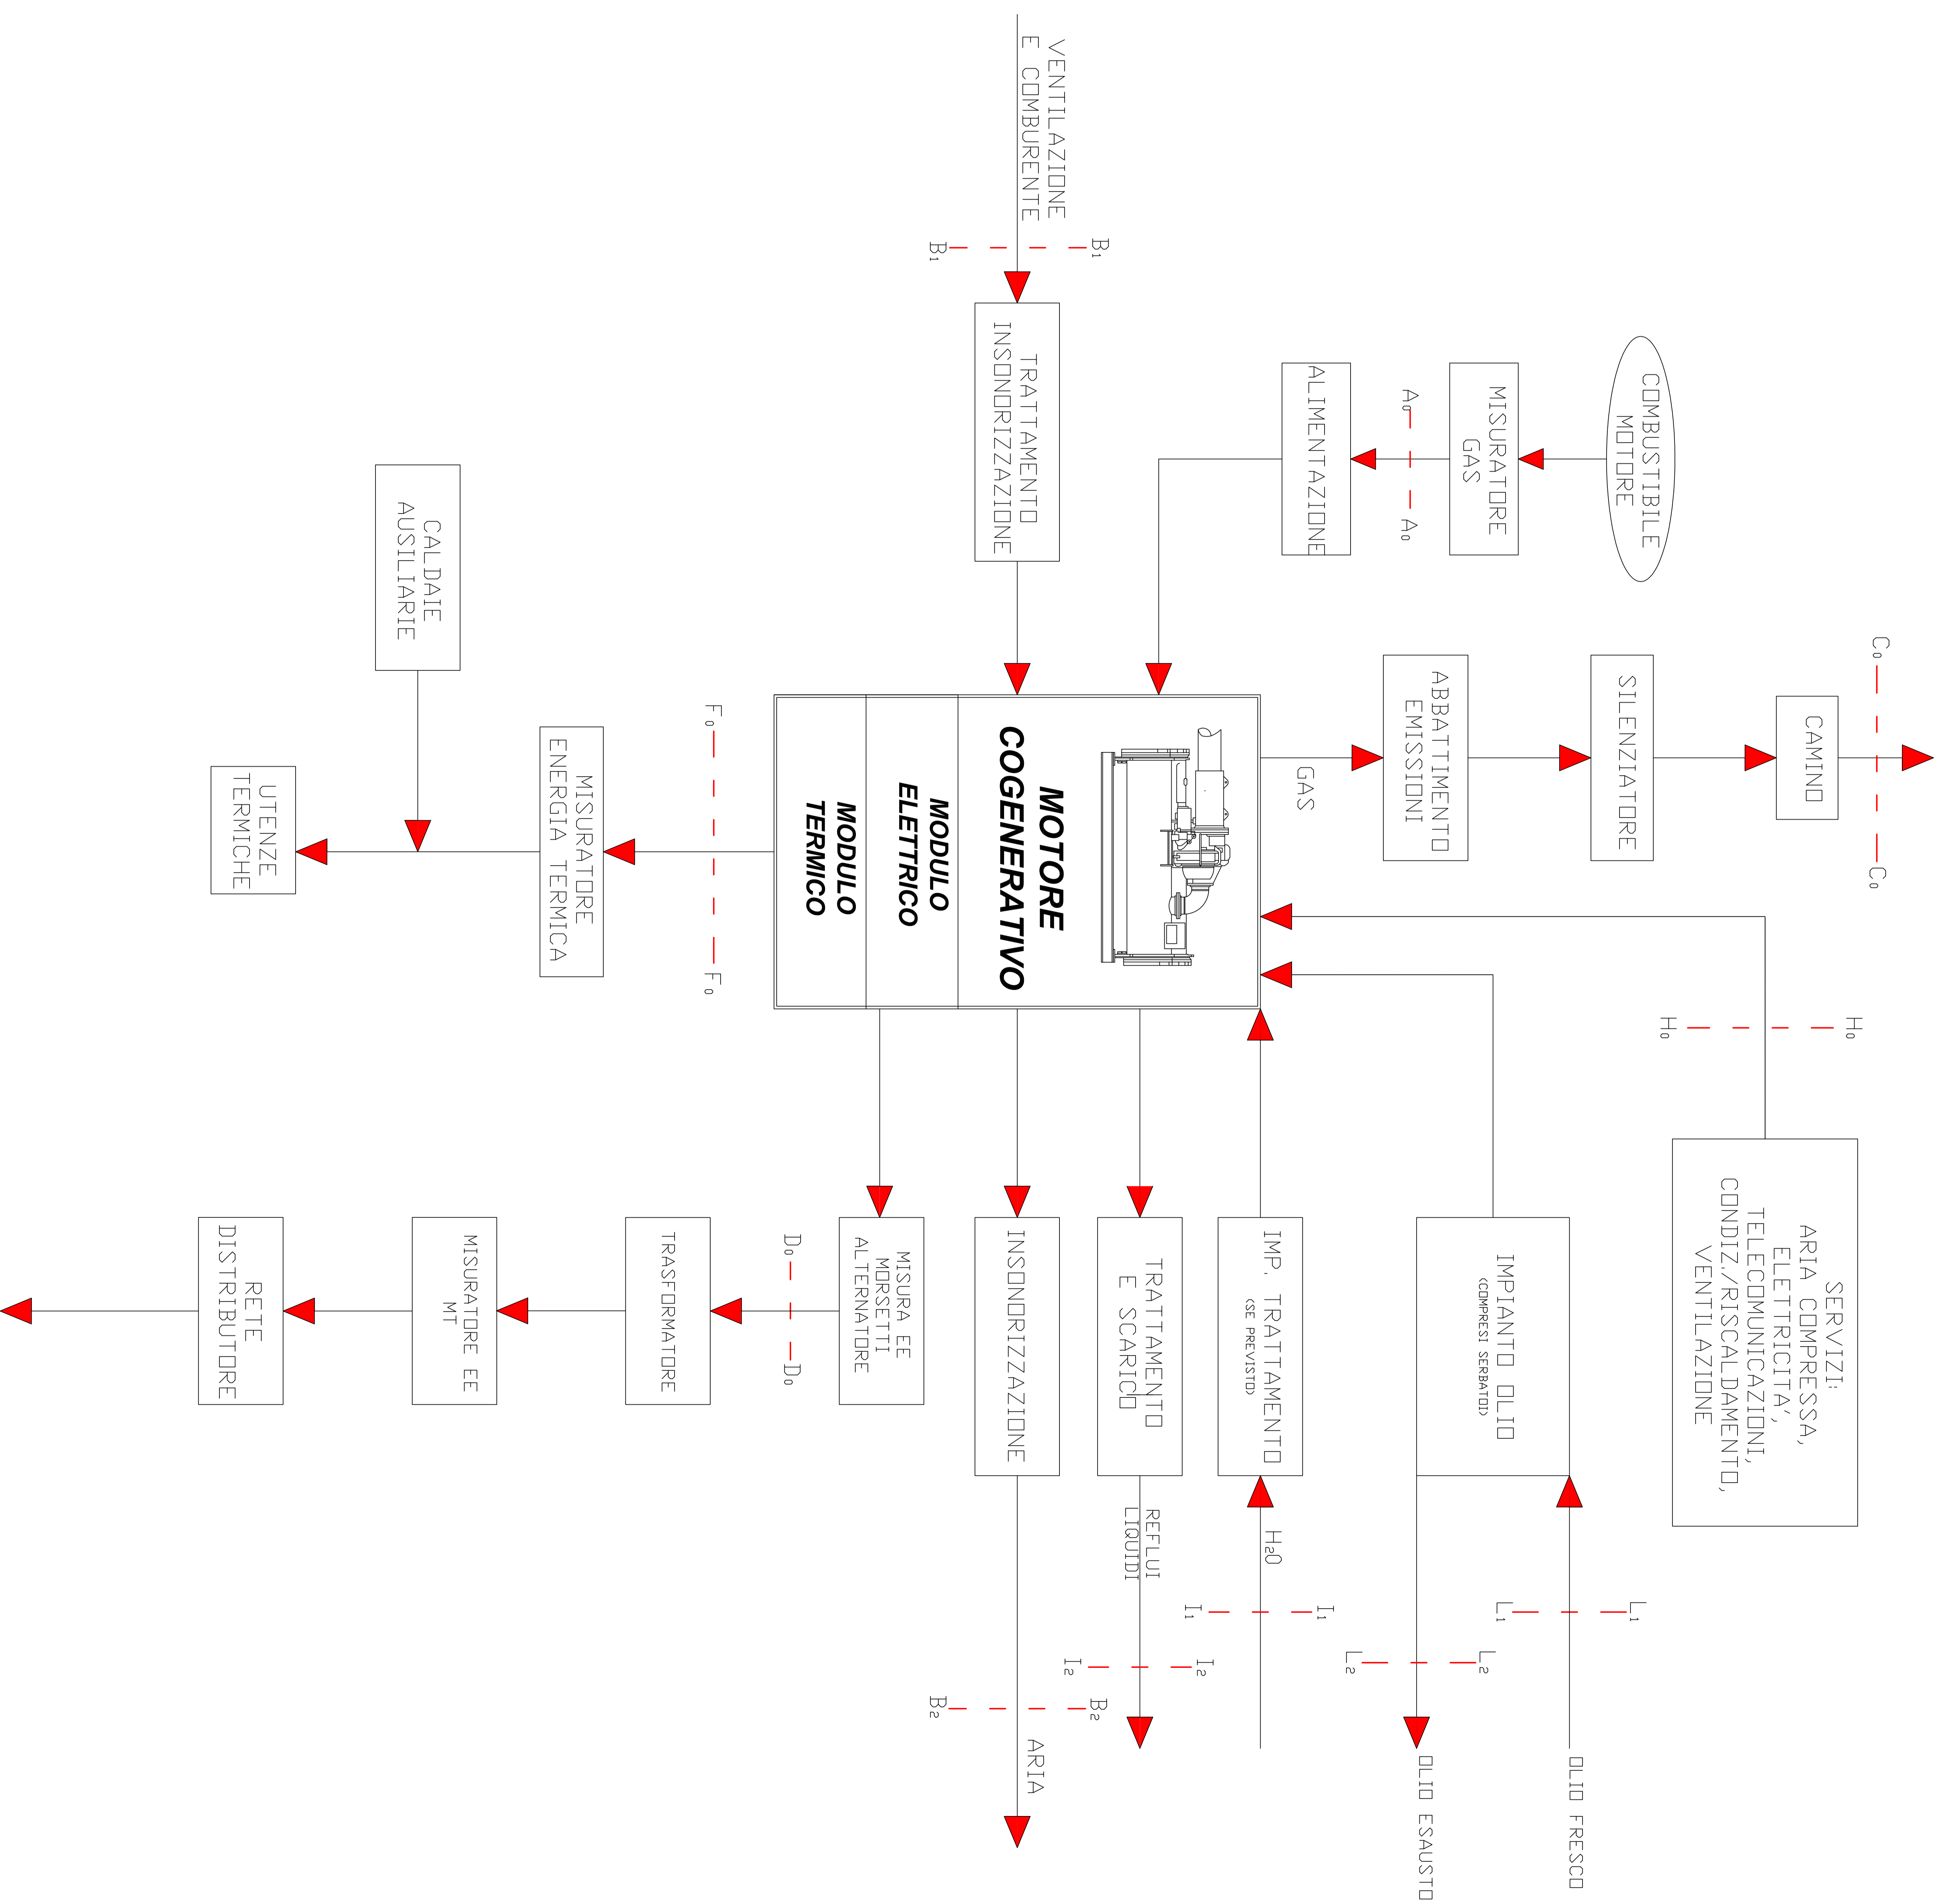 C₀
C₀
CAMINO
SILENZIATORE
ABBATTIMENTO
EMISSIONI
GAS
COMBUSTIBILE
MOTORE
MISURATORE
GAS
A₀
A₀
ALIMENTAZIONE
VENTILAZIONE
E COMBURENTE
B₁
B₁
TRATTAMENTO
INSONORIZZAZIONE
MOTORE
COGENERATIVO
MODULO
ELETTRICO
MODULO
TERMICO
SERVIZI:
ARIA COMPRESSA,
ELETTRICITA',
TELECOMUNICAZIONI,
CONDIZ./RISCALDAMENTO,
VENTILAZIONE
H₀
H₀
IMPIANTO OLIO
(COMPRESI SERBATOI)
L₁
L₁
OLIO FRESCO
L₂
L₂
OLIO ESAUSTO
IMP. TRATTAMENTO
(SE PREVISTO)
H₂O
I₁
I₁
TRATTAMENTO
E SCARICO
REFLUI
LIQUIDI
I₂
I₂
INSONORIZZAZIONE
B₂
B₂
ARIA
MISURA EE
MORSETTI
ALTERNATORE
D₀
D₀
TRASFORMATORE
MISURATORE EE
MT
RETE
DISTRIBUTORE
F₀
F₀
MISURATORE
ENERGIA TERMICA
CALDAIE
AUSILIARIE
UTENZE
TERMICHE